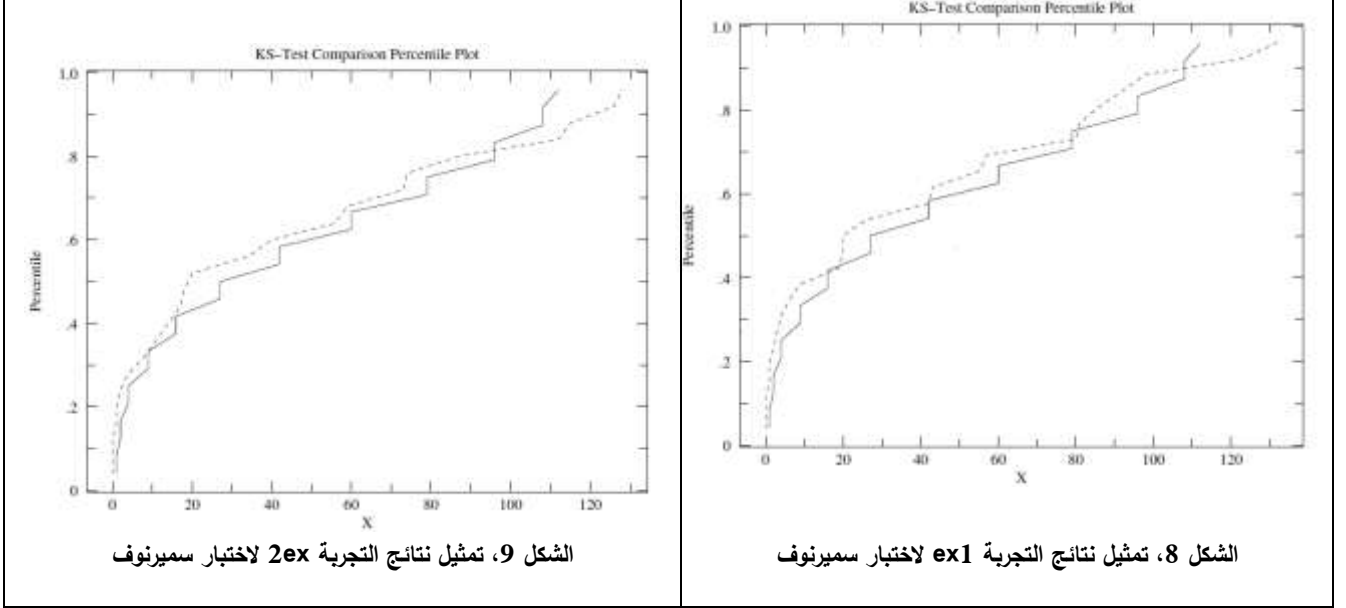 KS-Test Comparison Percentile Plot
1.0
.8
.6
.4
.2
0
Percentile
0 20 40 60 80 100 120
X
الشكل 8، تمثيل نتائج التجربة ex1 لاختبار سميرنوف
KS-Test Comparison Percentile Plot
1.0
.8
.6
.4
.2
0
Percentile
0 20 40 60 80 100 120
X
الشكل 9، تمثيل نتائج التجربة 2ex لاختبار سميرنوف